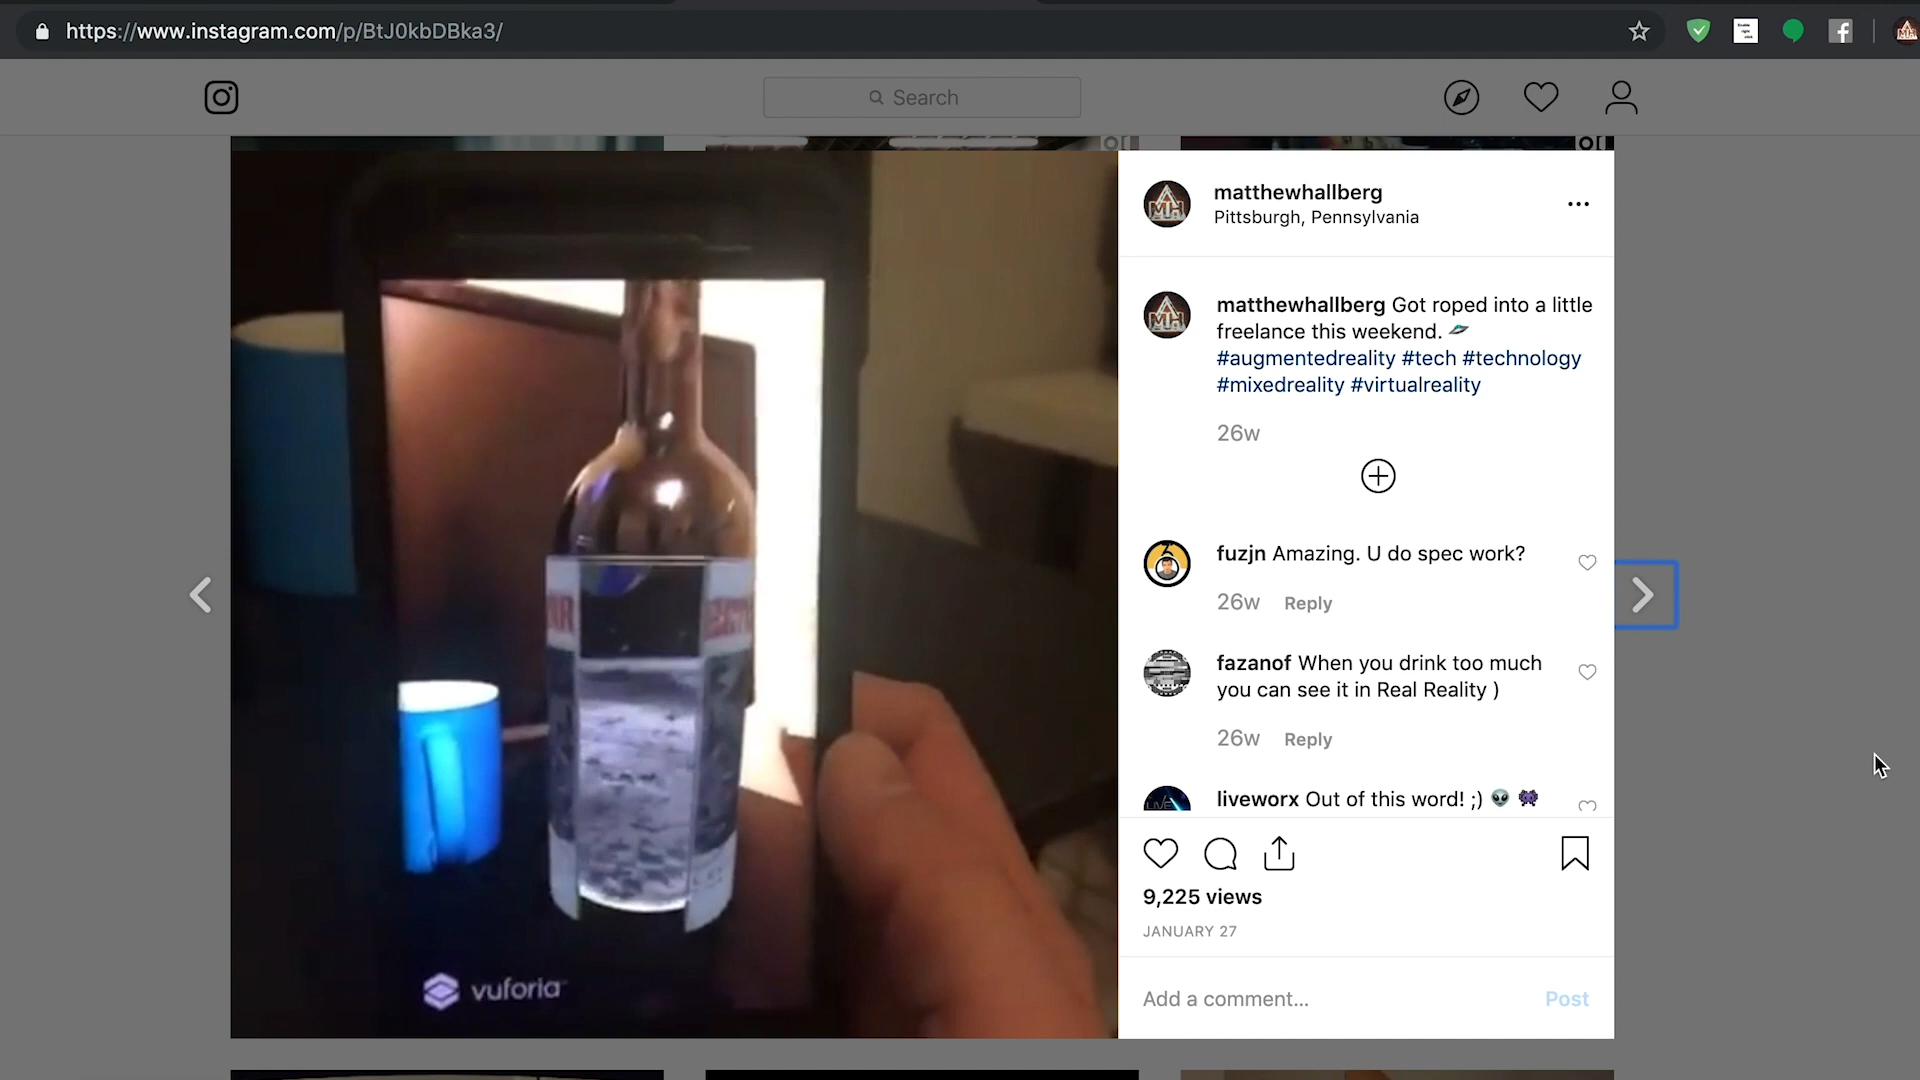 https://www.instagram.com/p/BtJ0kbDBka3/
Search
matthewhallberg
Pittsburgh, Pennsylvania
matthewhallberg Got roped into a little
freelance this weekend. 🛸
#augmentedreality #tech #technology
#mixedreality #virtualreality
26w
fuzjn Amazing. U do spec work?
26w Reply
fazanof When you drink too much
you can see it in Real Reality )
26w Reply
liveworx Out of this word! ;) 👽 👾
9,225 views
JANUARY 27
Add a comment...
Post
vuforia